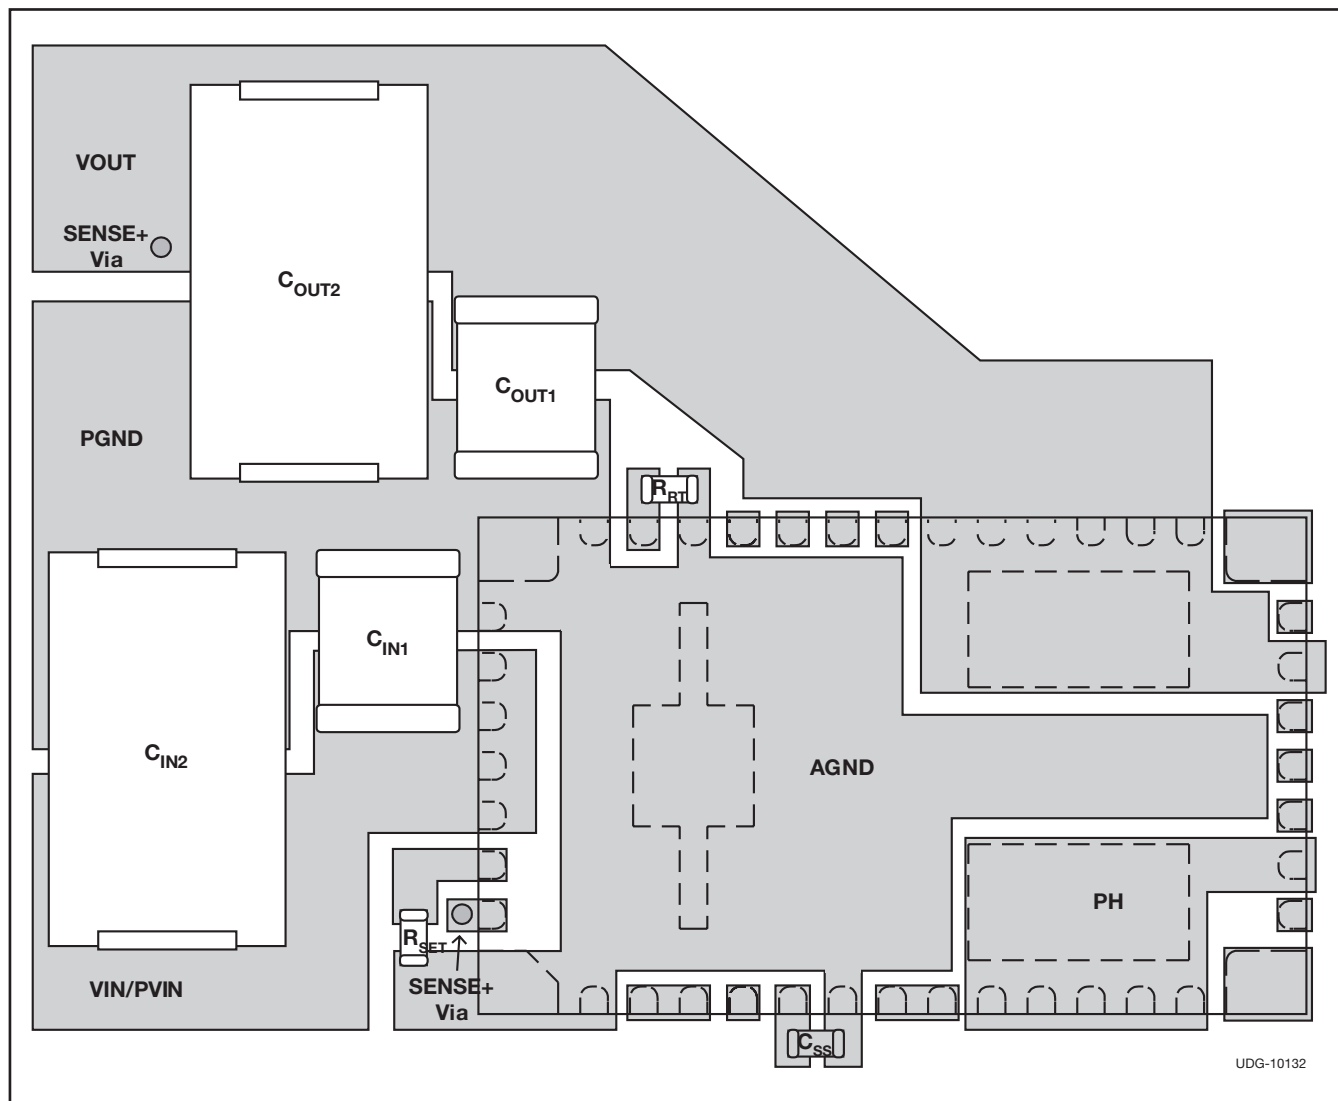 VOUT
SENSE+
Via
COUT2
COUT1
PGND
RRT
CIN1
CIN2
AGND
PH
RSET
VIN/PVIN
SENSE+
Via
CSS
UDG-10132